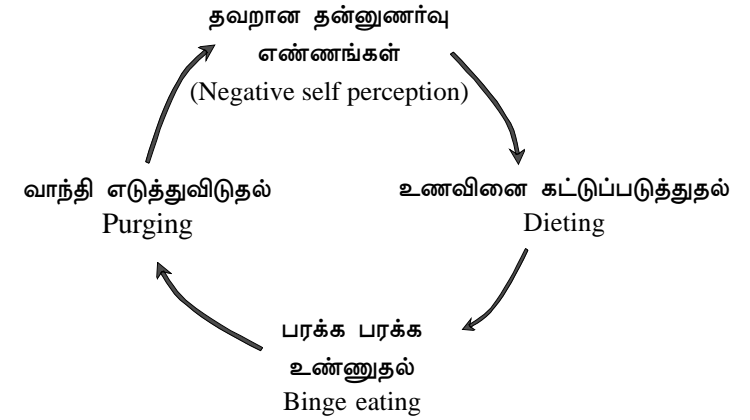 தவறான தன்னுணர்வு
எண்ணங்கள்
(Negative self perception)
உணவினை கட்டுப்படுத்துதல்
Dieting
பரக்க பரக்க
உண்ணுதல்
Binge eating
வாந்தி எடுத்துவிடுதல்
Purging